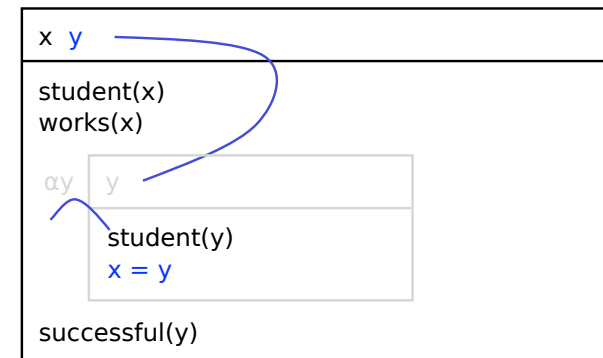 x y
student(x)
works(x)
αy y
student(y)
x = y
successful(y)